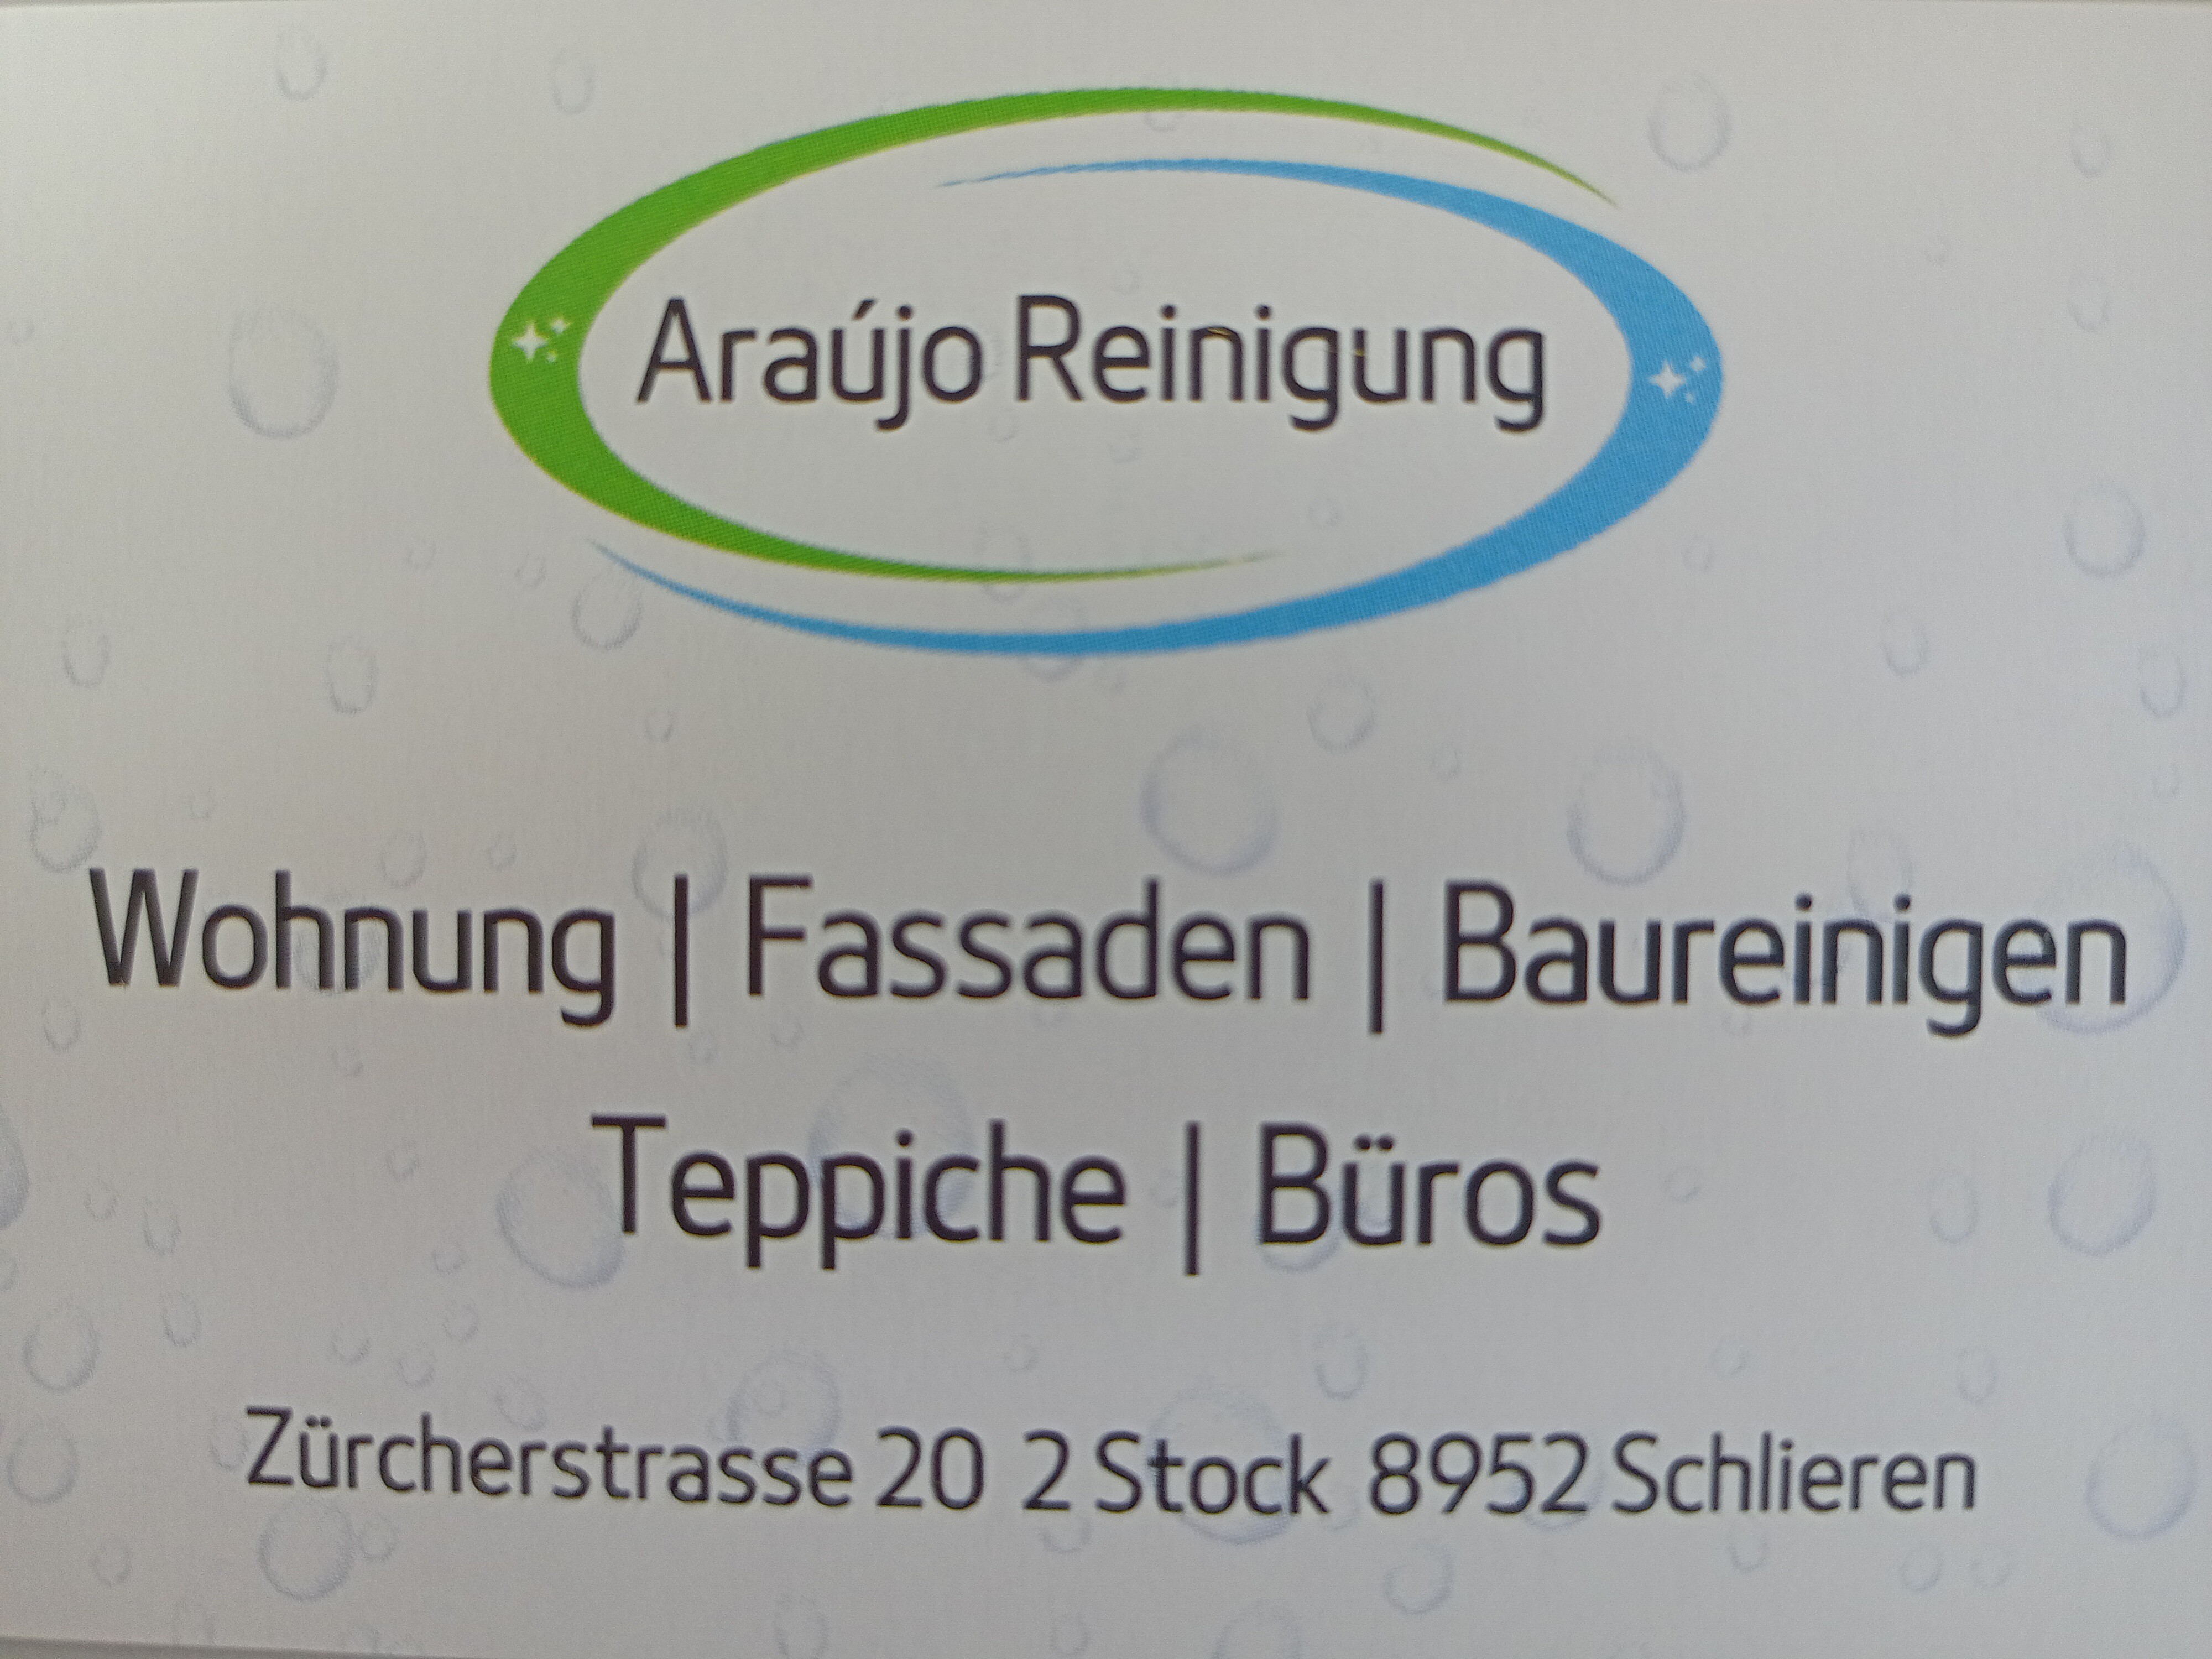 Araújo Reinigung
Wohnung | Fassaden | Baureinigen
Teppiche | Büros
Zürcherstrasse 20 2 Stock 8952 Schlieren